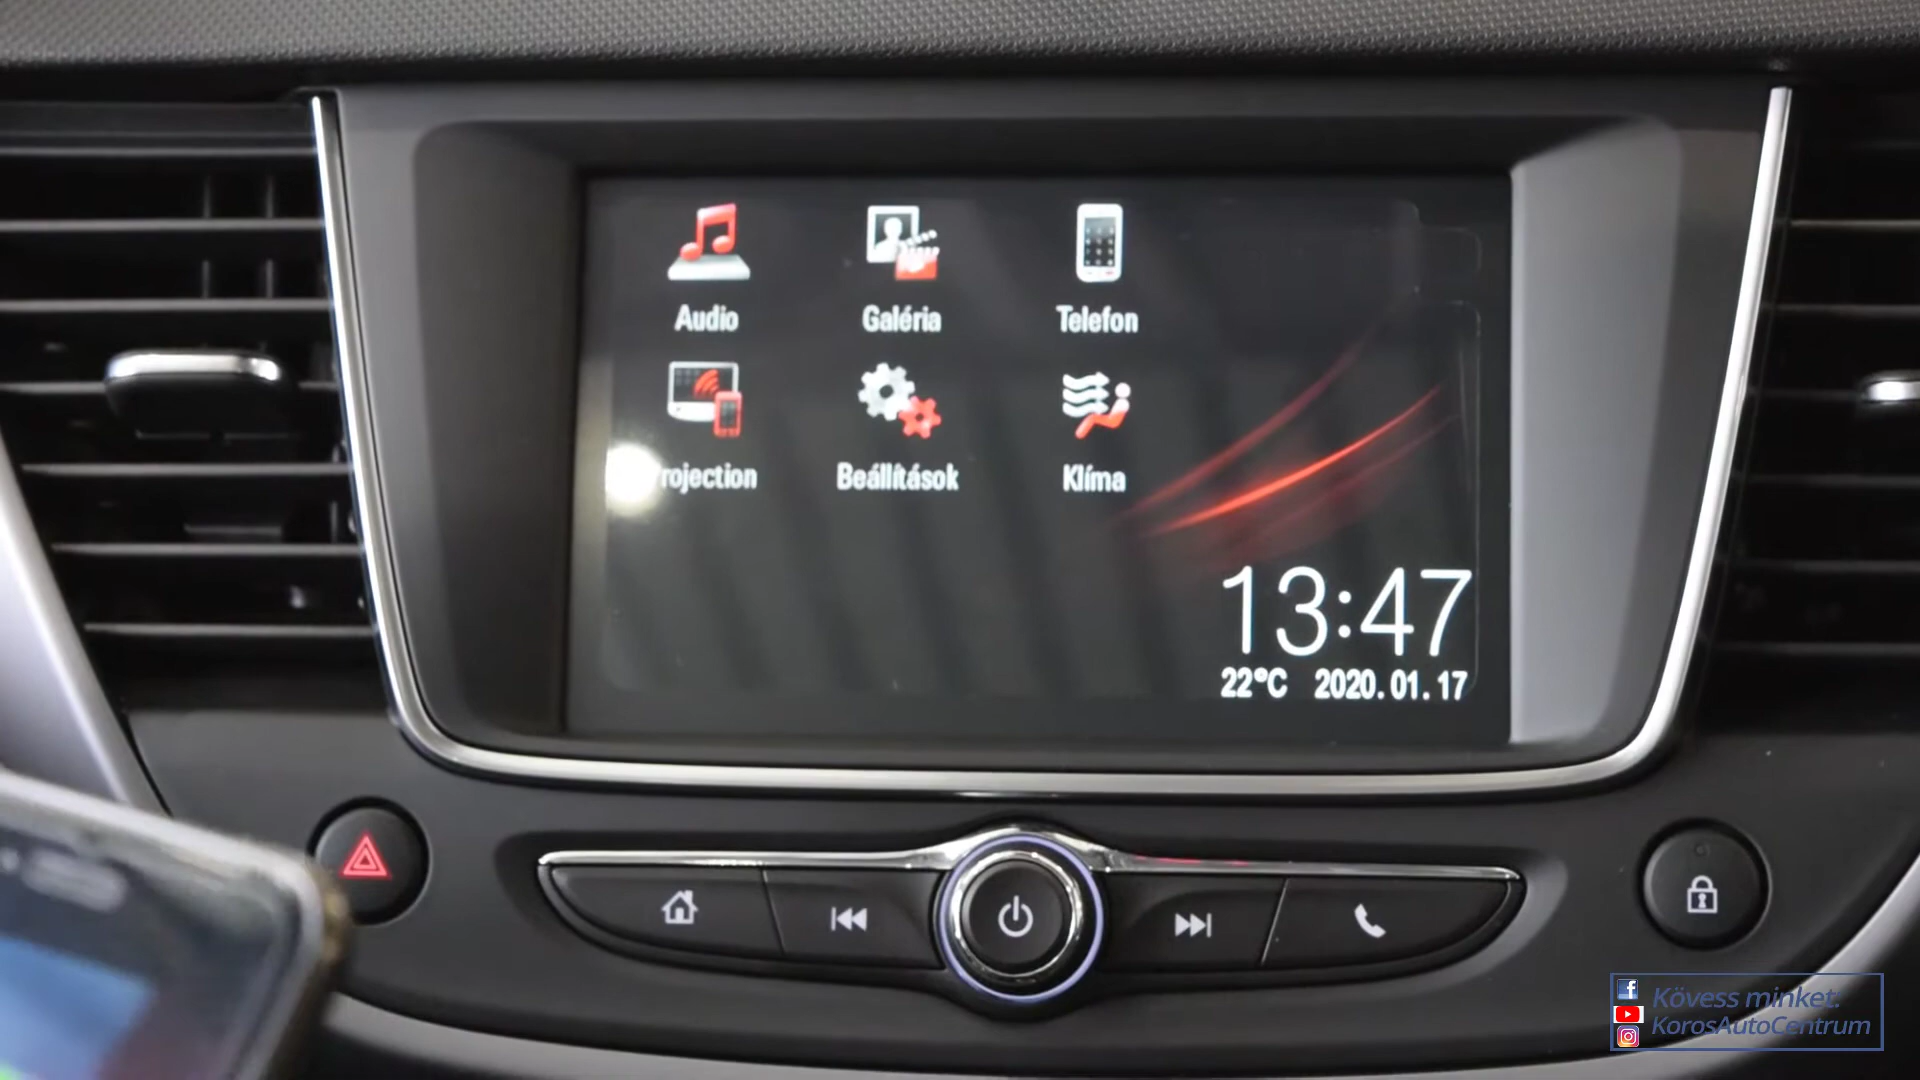 Audio
Galéria
Telefon
rojection
Beállítások
Klíma
13:47
22°C 2020.01.17
Kövess minket:
KorosAutoCentrum